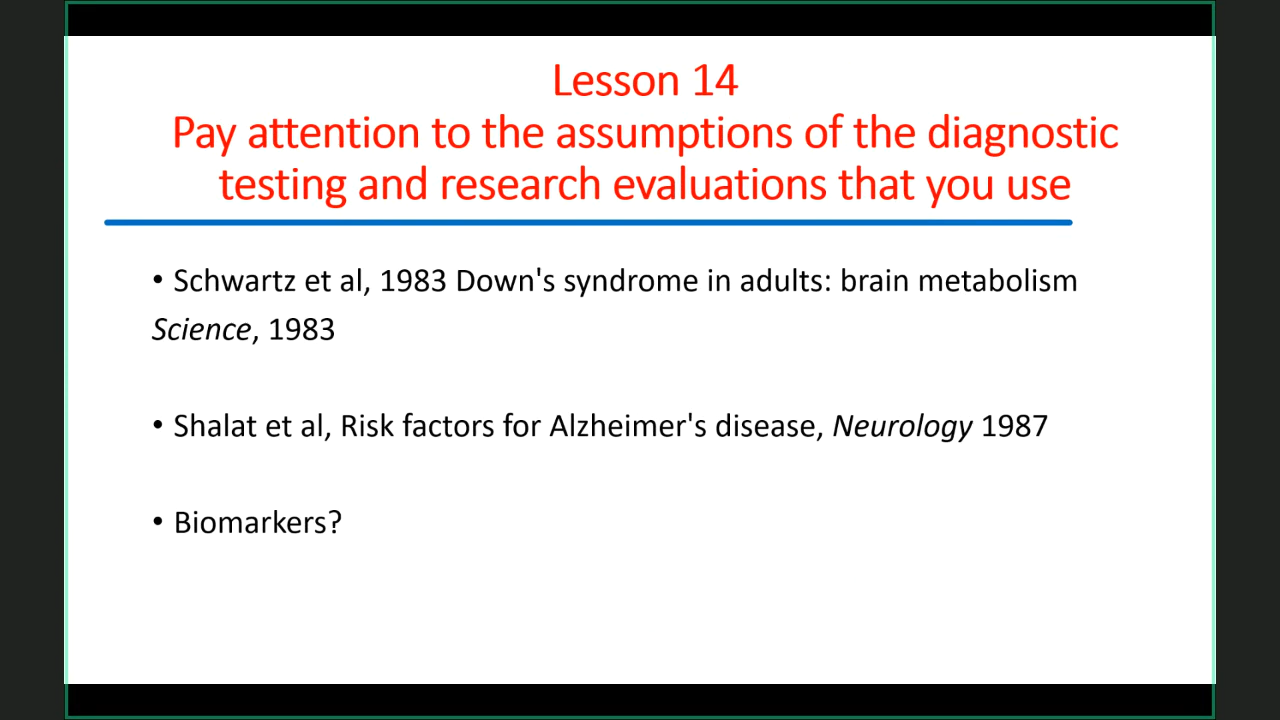 Lesson 14
Pay attention to the assumptions of the diagnostic
testing and research evaluations that you use
• Schwartz et al, 1983 Down's syndrome in adults: brain metabolism
Science, 1983
• Shalat et al, Risk factors for Alzheimer's disease, Neurology 1987
• Biomarkers?